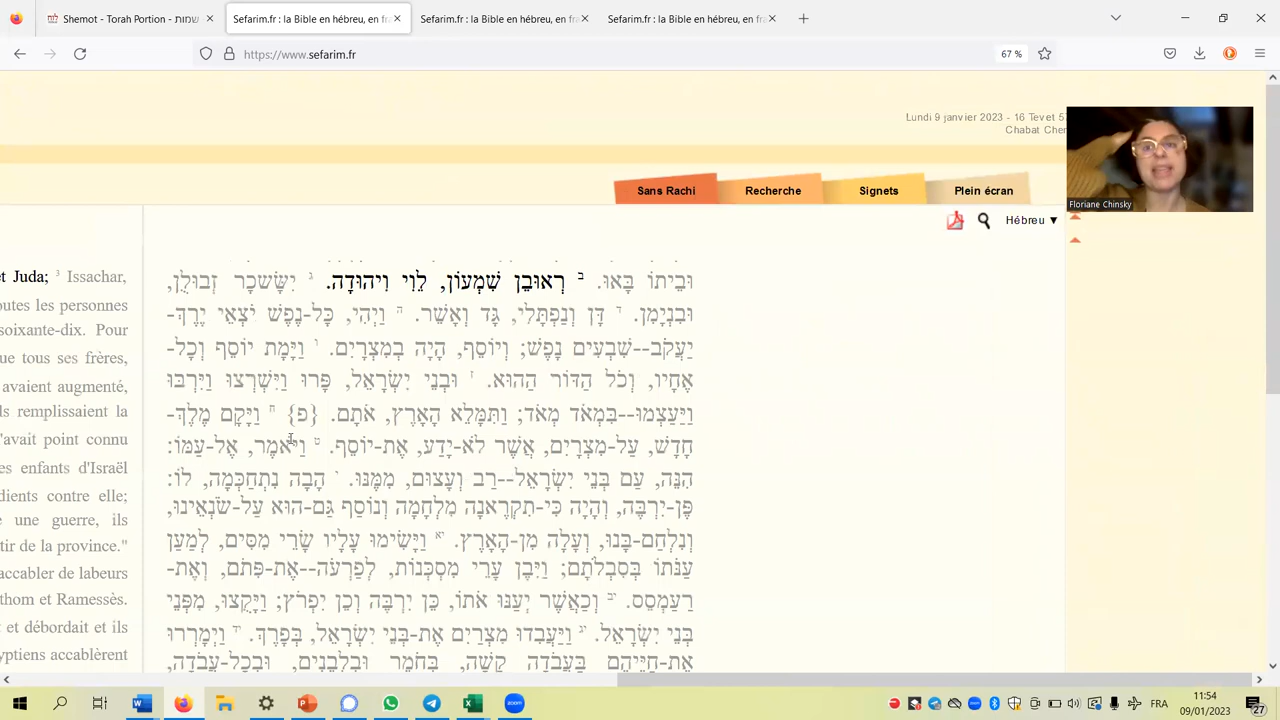 Shemot - Torah Portion - שמות
Sefarim.fr : la Bible en hébreu, en fr
Sefarim.fr : la Bible en hébreu, en fra
Sefarim.fr : la Bible en hébreu, en fra
https://www.sefarim.fr
67 %
Lundi 9 janvier 2023 - 16 Tevet 5
Chabat Che
Sans Rachi
Recherche
Signets
Plein écran
Floriane Chinsky
Hébreu ▼
et Juda; 3 Issachar,
outes les personnes
soixante-dix. Pour
que tous ses frères,
avaient augmenté,
ls remplissaient la
'avait point connu
es enfants d'Israël
dients contre elle;
une guerre, ils
tir de la province."
accabler de labeurs
thom et Ramessès.
t et débordait et ils
yptiens accablèrent
וּבֵיתוֹ בָּאוּ. ב רְאוּבֵן שִׁמְעוֹן, לֵוִי וִיהוּדָה. ג יִשָּׂשכָר זְבוּלֻן,
וּבִנְיָמִן. ד דָּן וְנַפְתָּלִי, גָּד וְאָשֵׁר. ה וַיְהִי, כָּל-נֶפֶשׁ יֹצְאֵי יֶרֶךְ-
יַעֲקֹב--שִׁבְעִים נָפֶשׁ; וְיוֹסֵף, הָיָה בְמִצְרָיִם. ו וַיָּמָת יוֹסֵף וְכָל-
אֶחָיו, וְכֹל הַדּוֹר הַהוּא. ז וּבְנֵי יִשְׂרָאֵל, פָּרוּ וַיִּשְׁרְצוּ וַיִּרְבּוּ
וַיַּעַצְמוּ--בִּמְאֹד מְאֹד; וַתִּמָּלֵא הָאָרֶץ, אֹתָם. {פ} ח וַיָּקָם מֶלֶךְ-
חָדָשׁ, עַל-מִצְרָיִם, אֲשֶׁר לֹא-יָדַע, אֶת-יוֹסֵף. ט וַיֹּאמֶר, אֶל-עַמּוֹ:
הִנֵּה, עַם בְּנֵי יִשְׂרָאֵל--רַב וְעָצוּם, מִמֶּנּוּ. י הָבָה נִתְחַכְּמָה, לוֹ:
פֶּן-יִרְבֶּה, וְהָיָה כִּי-תִקְרֶאנָה מִלְחָמָה וְנוֹסַף גַּם-הוּא עַל-שֹׂנְאֵינוּ,
וְנִלְחַם-בָּנוּ, וְעָלָה מִן-הָאָרֶץ. יא וַיָּשִׂימוּ עָלָיו שָׂרֵי מִסִּים, לְמַעַן
עַנֹּתוֹ בְּסִבְלֹתָם; וַיִּבֶן עָרֵי מִסְכְּנוֹת, לְפַרְעֹה--אֶת-פִּתֹם, וְאֶת-
רַעַמְסֵס. יב וְכַאֲשֶׁר יְעַנּוּ אֹתוֹ, כֵּן יִרְבֶּה וְכֵן יִפְרֹץ; וַיָּקֻצוּ, מִפְּנֵי
בְּנֵי יִשְׂרָאֵל. יג וַיַּעֲבִדוּ מִצְרַיִם אֶת-בְּנֵי יִשְׂרָאֵל, בְּפָרֶךְ. יד וַיְמָרְרוּ
אֶת-חַיֵּיהֶם בַּעֲבֹדָה קָשָׁה, בְּחֹמֶר וּבִלְבֵנִים, וּבְכָל-עֲבֹדָה,
FRA
11:54
09/01/2023
27